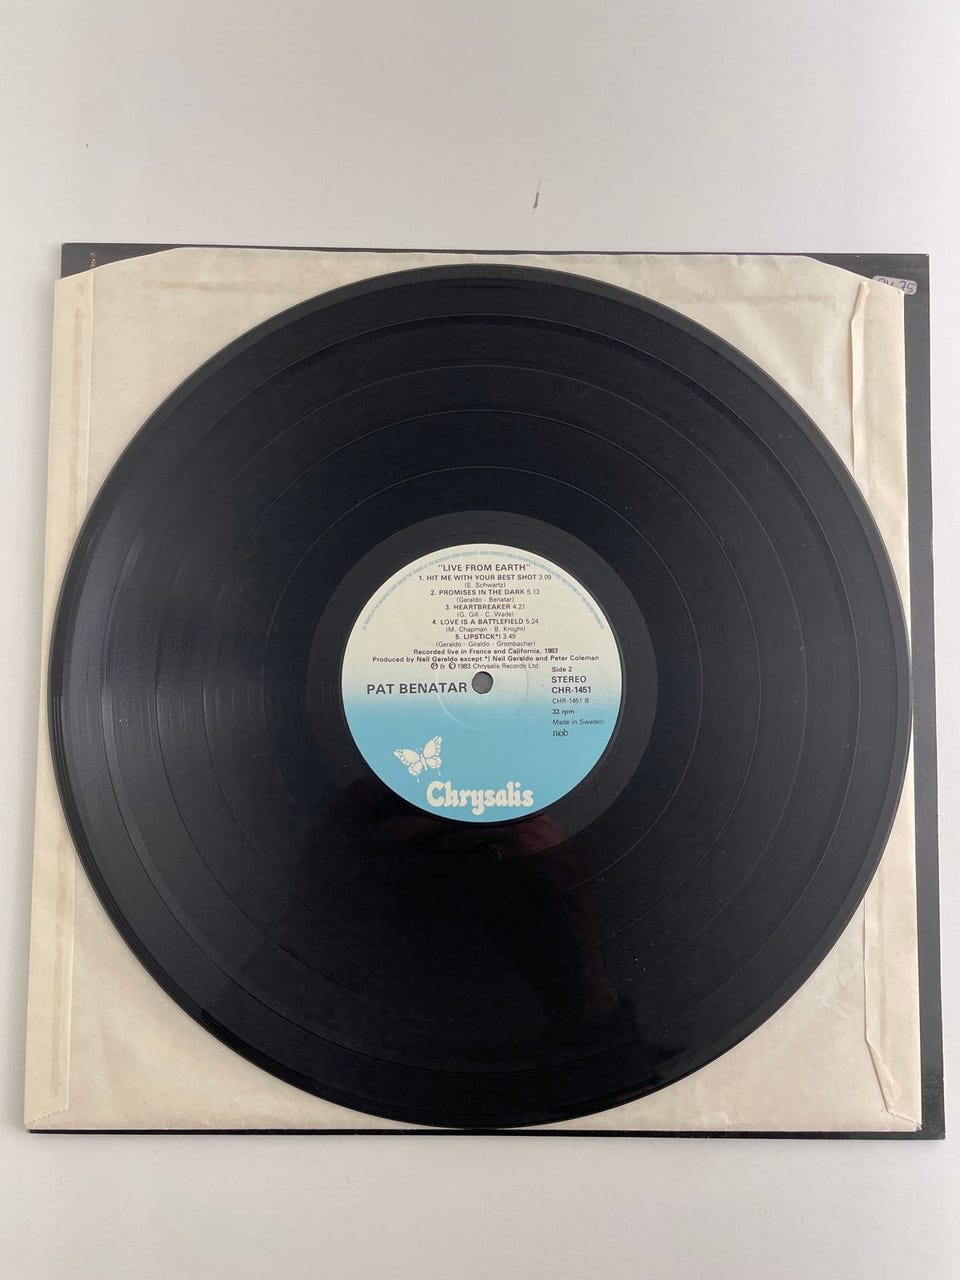 "LIVE FROM EARTH"
1. HIT ME WITH YOUR BEST SHOT 3.09
(E. Schwartz)
2. PROMISES IN THE DARK 5.13
(Geraldo - Benatar)
3. HEARTBREAKER 4.21
(G. Gill - C. Wade)
4. LOVE IS A BATTLEFIELD 5.24
(M. Chapman - B. Knight)
5. LIPSTICK*) 3.49
(Geraldo - Giraldo - Grombacher)
Recorded live in France and California, 1983
Produced by Neil Geraldo except *) Neil Geraldo and Peter Coleman
℗ & © 1983 Chrysalis Records Ltd.
PAT BENATAR
Side 2
STEREO
CHR-1451
CHR-1451 B
33 rpm
Made in Sweden
n©b
Chrysalis